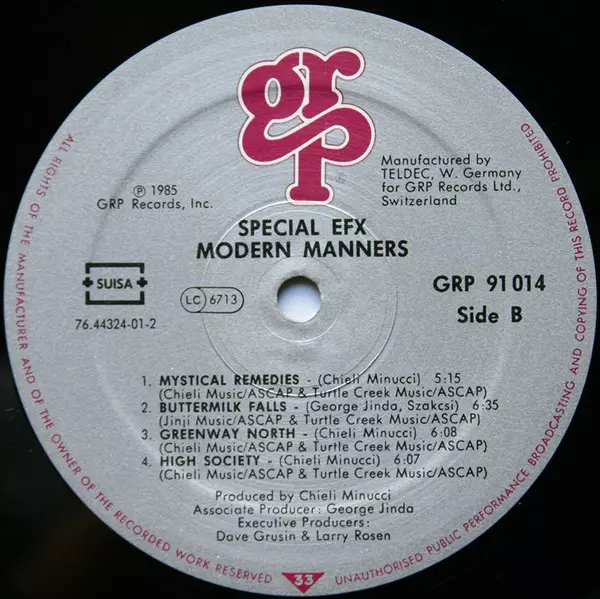 grp
Manufactured by
TELDEC, W. Germany
for GRP Records Ltd.,
Switzerland
℗ 1985
GRP Records, Inc.
SPECIAL EFX
MODERN MANNERS
SUISA
LC 6713
GRP 91 014
Side B
76.44324-01-2
1. MYSTICAL REMEDIES - (Chieli Minucci) 5:15
(Chieli Music/ASCAP & Turtle Creek Music/ASCAP)
2. BUTTERMILK FALLS - (George Jinda, Szakcsi) 6:35
(Jinji Music/ASCAP & Turtle Creek Music/ASCAP)
3. GREENWAY NORTH - (Chieli Minucci) 6:08
(Chieli Music/ASCAP & Turtle Creek Music/ASCAP)
4. HIGH SOCIETY - (Chieli Minucci) 6:07
(Chieli Music/ASCAP & Turtle Creek Music/ASCAP)
Produced by Chieli Minucci
Associate Producer: George Jinda
Executive Producers:
Dave Grusin & Larry Rosen
ALL RIGHTS OF THE MANUFACTURER AND OF THE OWNER OF THE RECORDED WORK RESERVED
33
UNAUTHORISED PUBLIC PERFORMANCE BROADCASTING AND COPYING OF THIS RECORD PROHIBITED